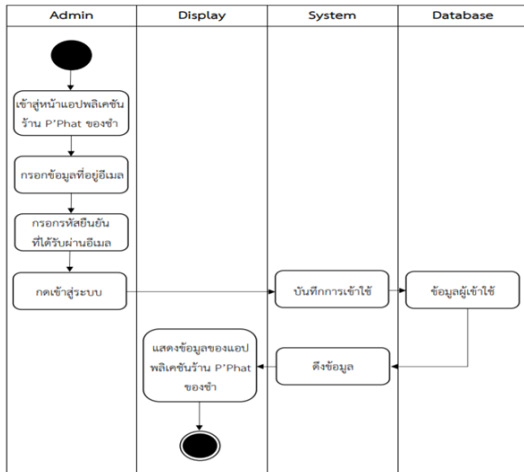 Admin
Display
System
Database
เข้าสู่หน้าแอปพลิเคชัน
ร้าน P'Phat ของชำ
กรอกข้อมูลที่อยู่อีเมล
กรอกรหัสยืนยัน
ที่ได้รับผ่านอีเมล
กดเข้าสู่ระบบ
บันทึกการเข้าใช้
ข้อมูลผู้เข้าใช้
แสดงข้อมูลของแอป
พลิเคชันร้าน P'Phat
ของชำ
ดึงข้อมูล